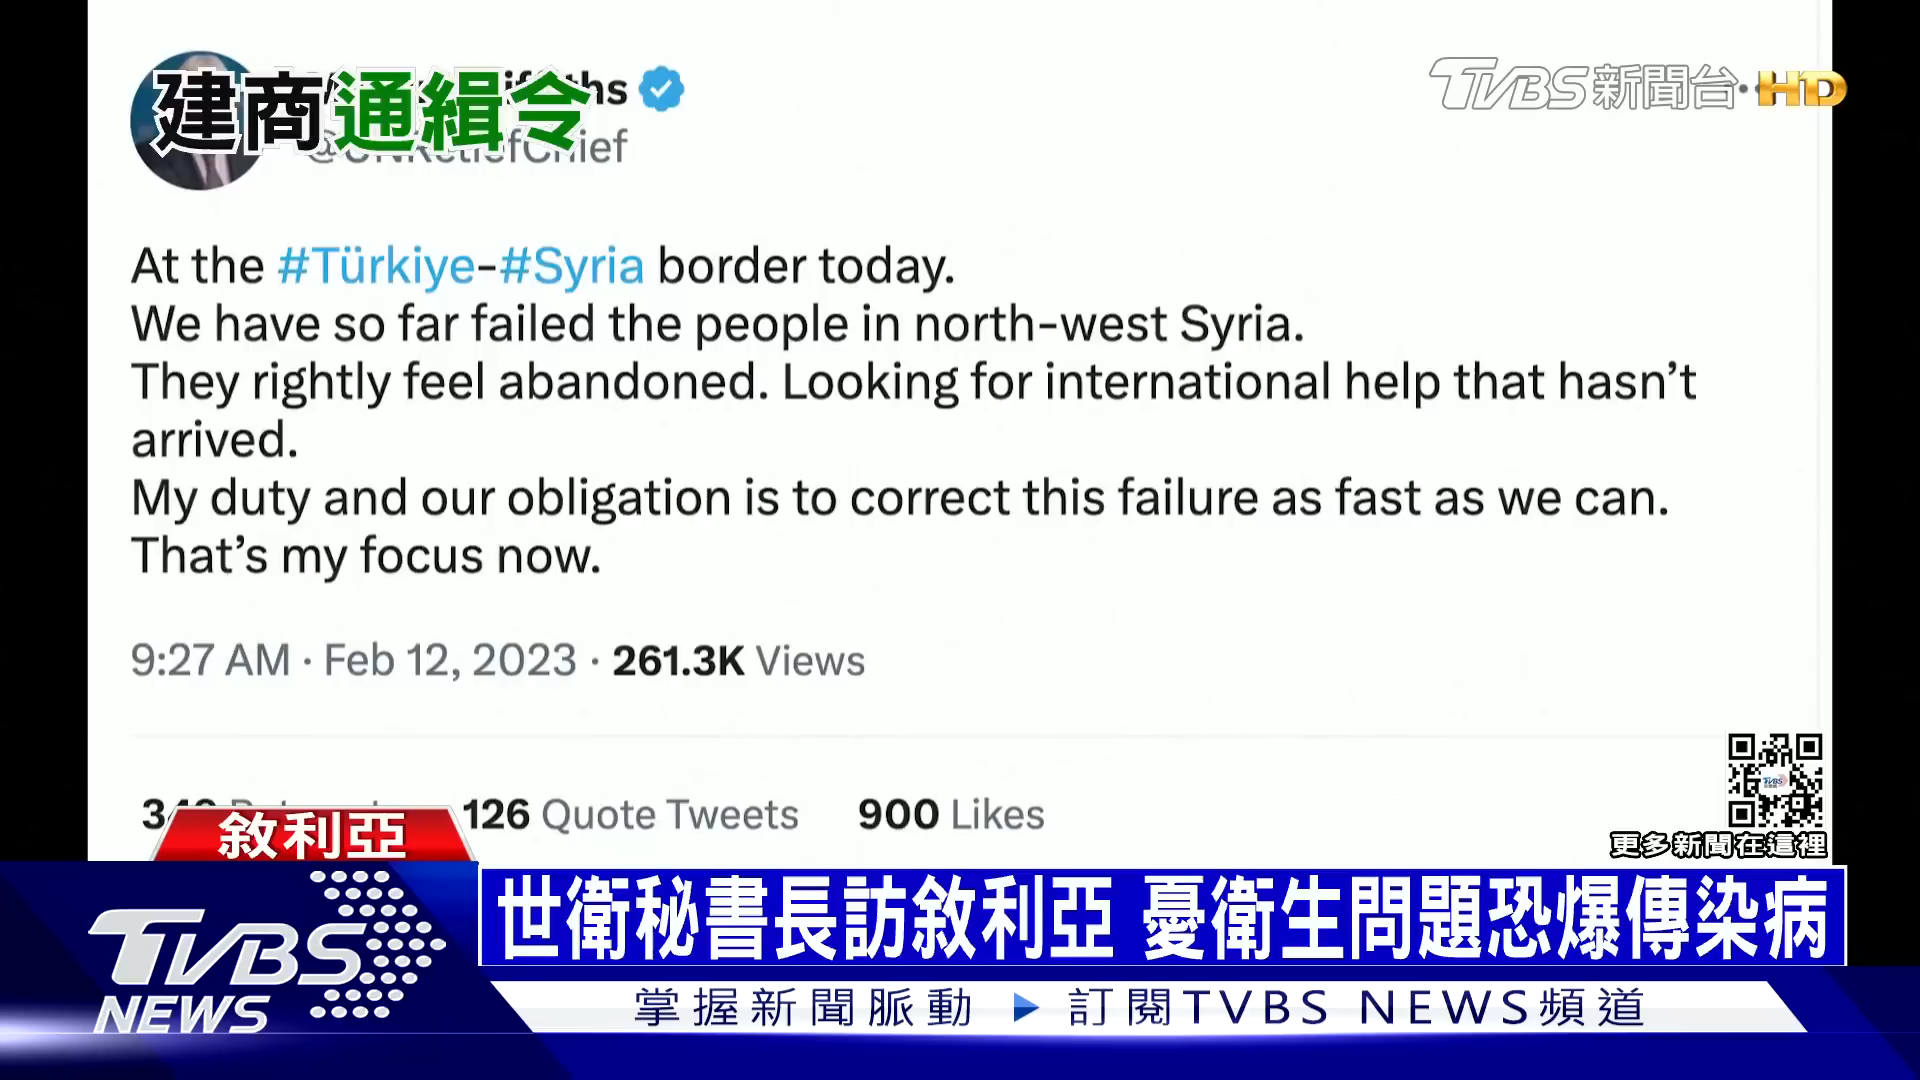 建商通緝令
TVBS新聞台
HD
At the #Türkiye-#Syria border today.
We have so far failed the people in north-west Syria.
They rightly feel abandoned. Looking for international help that hasn’t
arrived.
My duty and our obligation is to correct this failure as fast as we can.
That’s my focus now.
9:27 AM · Feb 12, 2023 · 261.3K Views
126 Quote Tweets 900 Likes
更多新聞在這裡
敘利亞
世衛秘書長訪敘利亞 憂衛生問題恐爆傳染病
TVBS
NEWS
掌握新聞脈動 ▶ 訂閱TVBS NEWS頻道